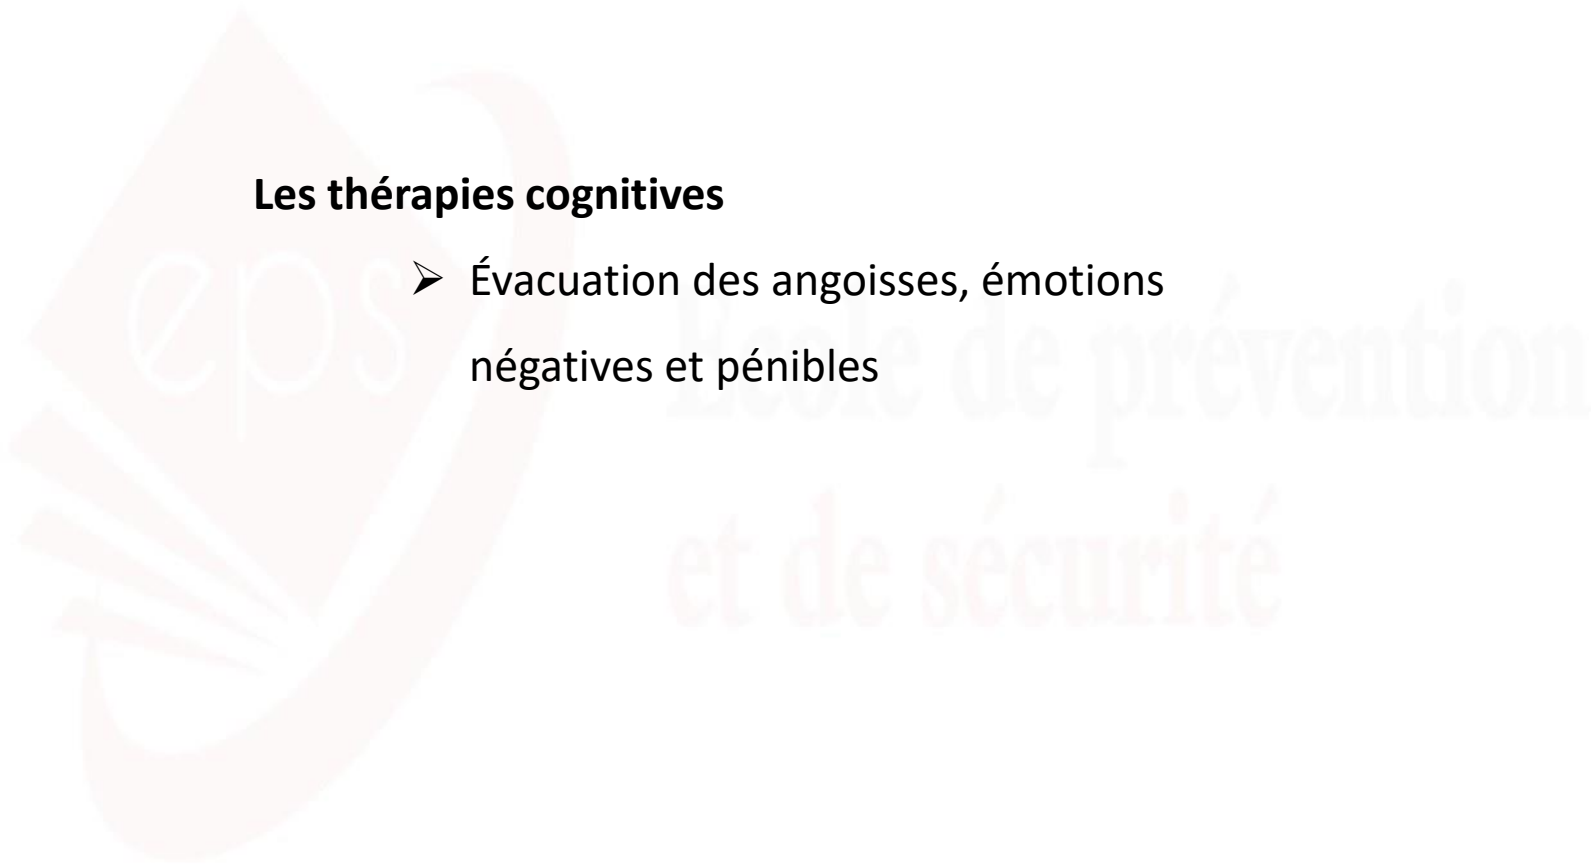 Les thérapies cognitives
➢ Évacuation des angoisses, émotions
négatives et pénibles
eps
Ecole de prévention
et de sécurité